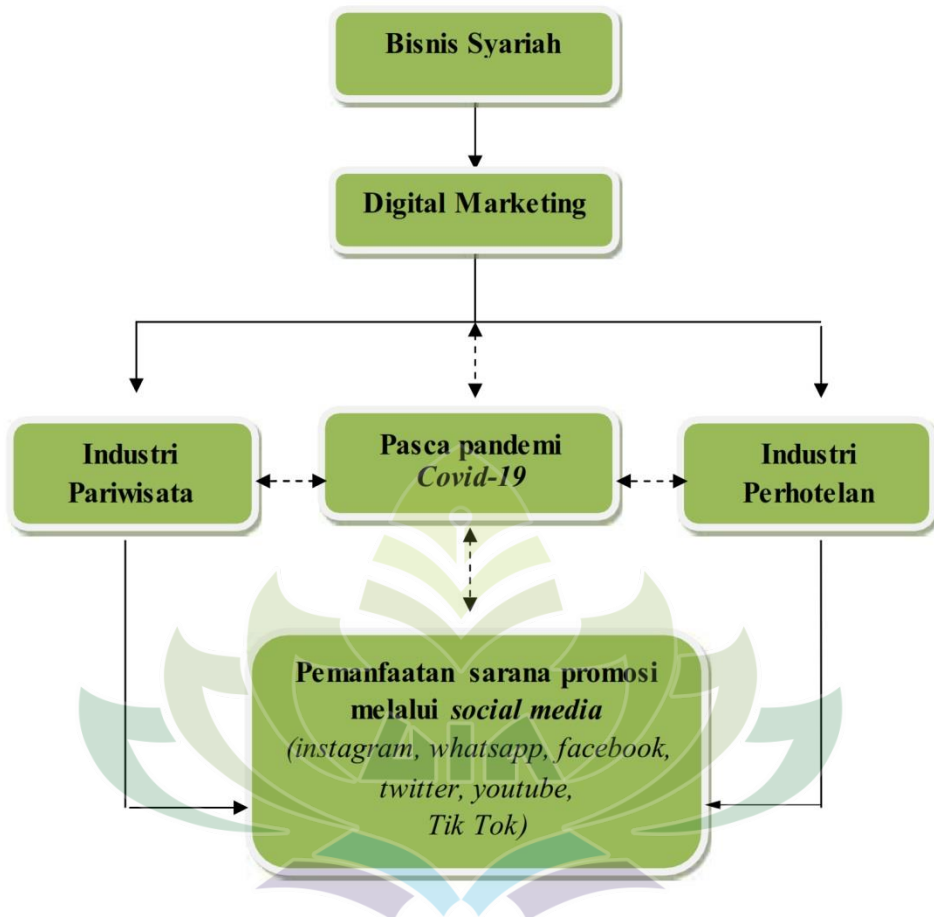 Bisnis Syariah
Digital Marketing
Industri
Pariwisata
Pasca pandemi
Covid-19
Industri
Perhotelan
Pemanfaatan sarana promosi
melalui social media
(instagram, whatsapp, facebook,
twitter, youtube,
Tik Tok)